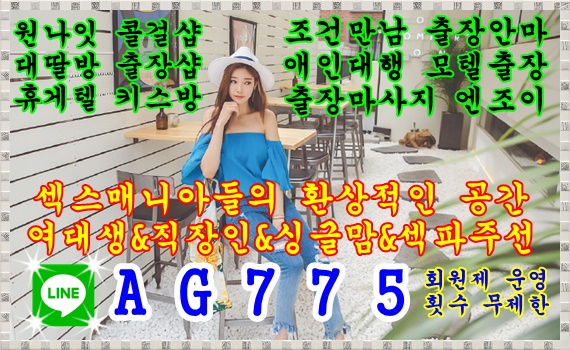 원나잇 콜걸샵 조건만남 출장안마
대딸방 출장샵 애인대행 모텔출장
휴게텔 키스방 출장마사지 엔조이
섹스매니아들의 환상적인 공간
여대생&직장인&싱글맘&섹파주선
LINE AG775 회원제 운영
횟수 무제한